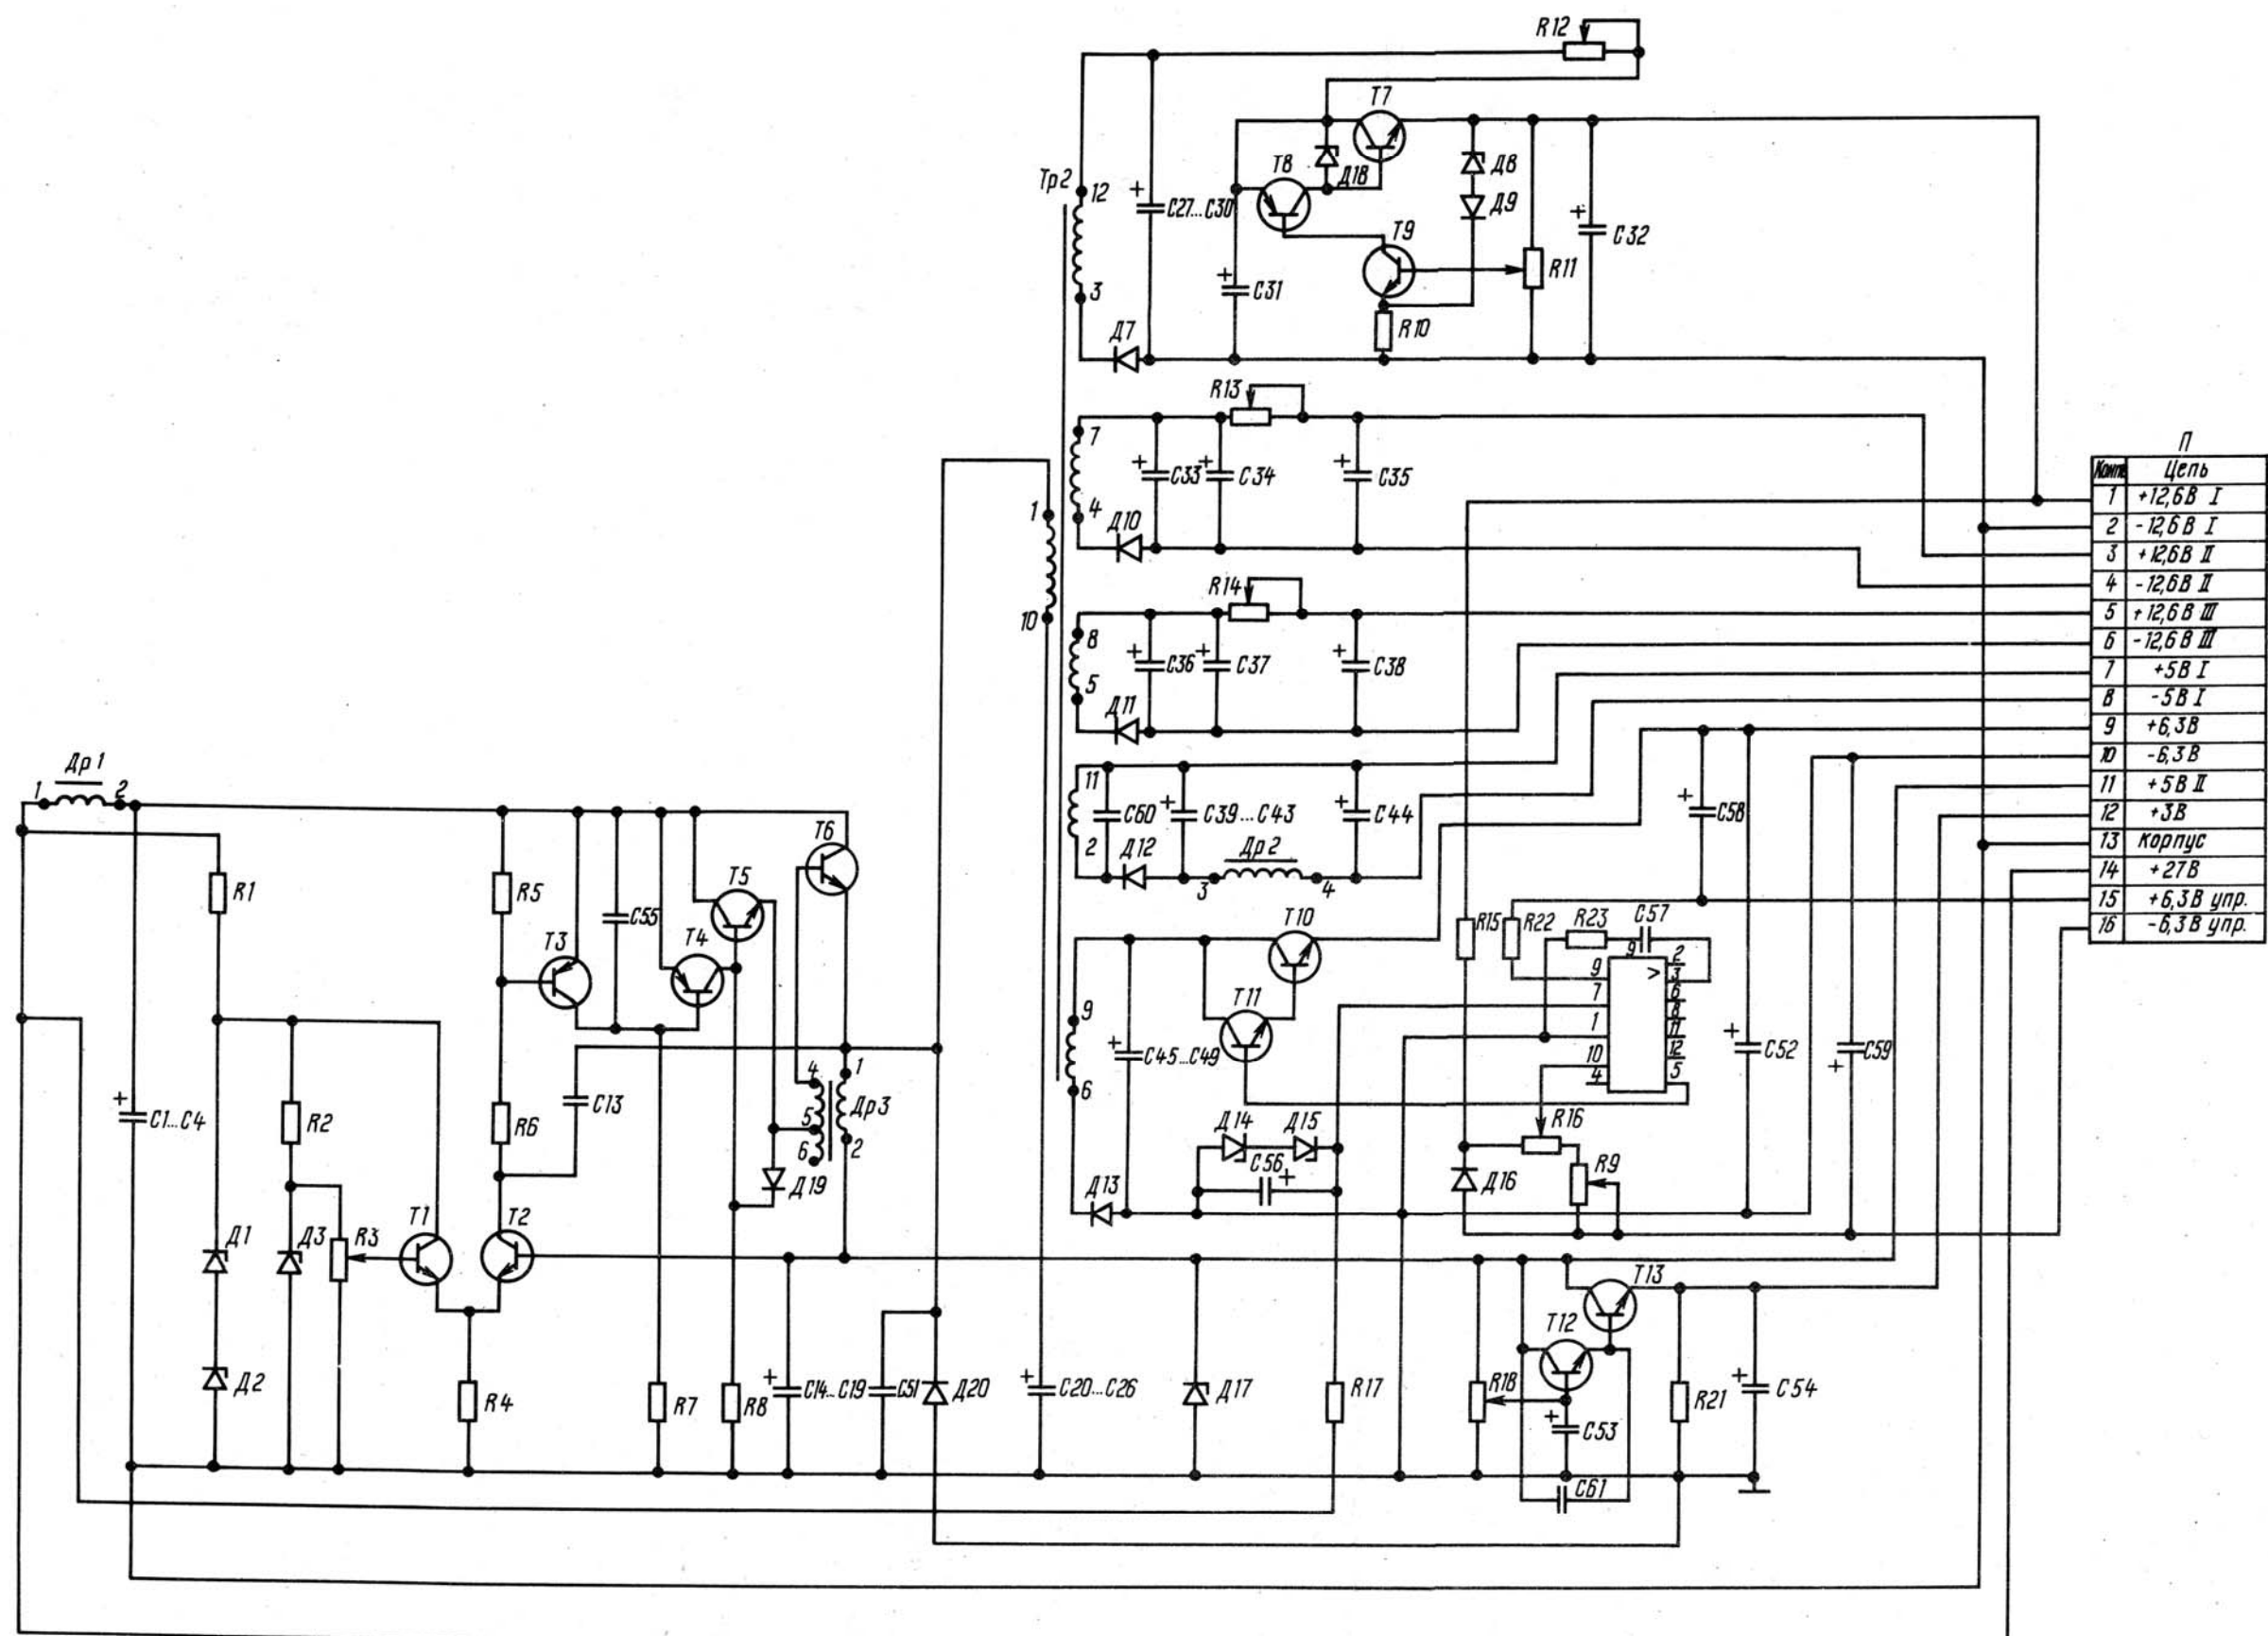 R12
T7
T8
Д18
Д8
Тр2
12
+
C27...C30
Д9
T9
+
C32
R11
+
C31
3
R10
Д7
R13
7
+
C33
+
C34
+
C35
4
Д10
1
10
R14
8
+
C36
+
C37
+
C38
5
Д11
11
C60
+
C39...C43
+
C44
2
Д12
Др2
3
4
П
Цепь
1 +12,6В I
2 -12,6В I
3 +12,6В II
4 -12,6В II
5 +12,6В III
6 -12,6В III
7 +5В I
8 -5В I
9 +6,3В
10 -6,3В
11 +5В II
12 +3В
13 Корпус
14 +27В
15 +6,3В упр.
16 -6,3В упр.
+
C58
Др1
1
2
T6
R1
R5
T5
C55
T3
T4
T10
R15
R22
R23
C57
9
9
>
2
3
7
6
8
1
11
10
12
4
5
T11
9
+
C45...C49
6
+
C52
C59
+
4
1
5
Др3
6
2
C13
+
C1...C4
R2
R6
Д19
Д14
Д15
C56
+
R16
R9
Д13
Д16
T1
T2
Д1
Д3
R3
T13
T12
Д2
R4
R7
R8
+
C14...C19
C51
Д20
+
C20...C26
Д17
R17
R18
+
C53
R21
+
C54
C61